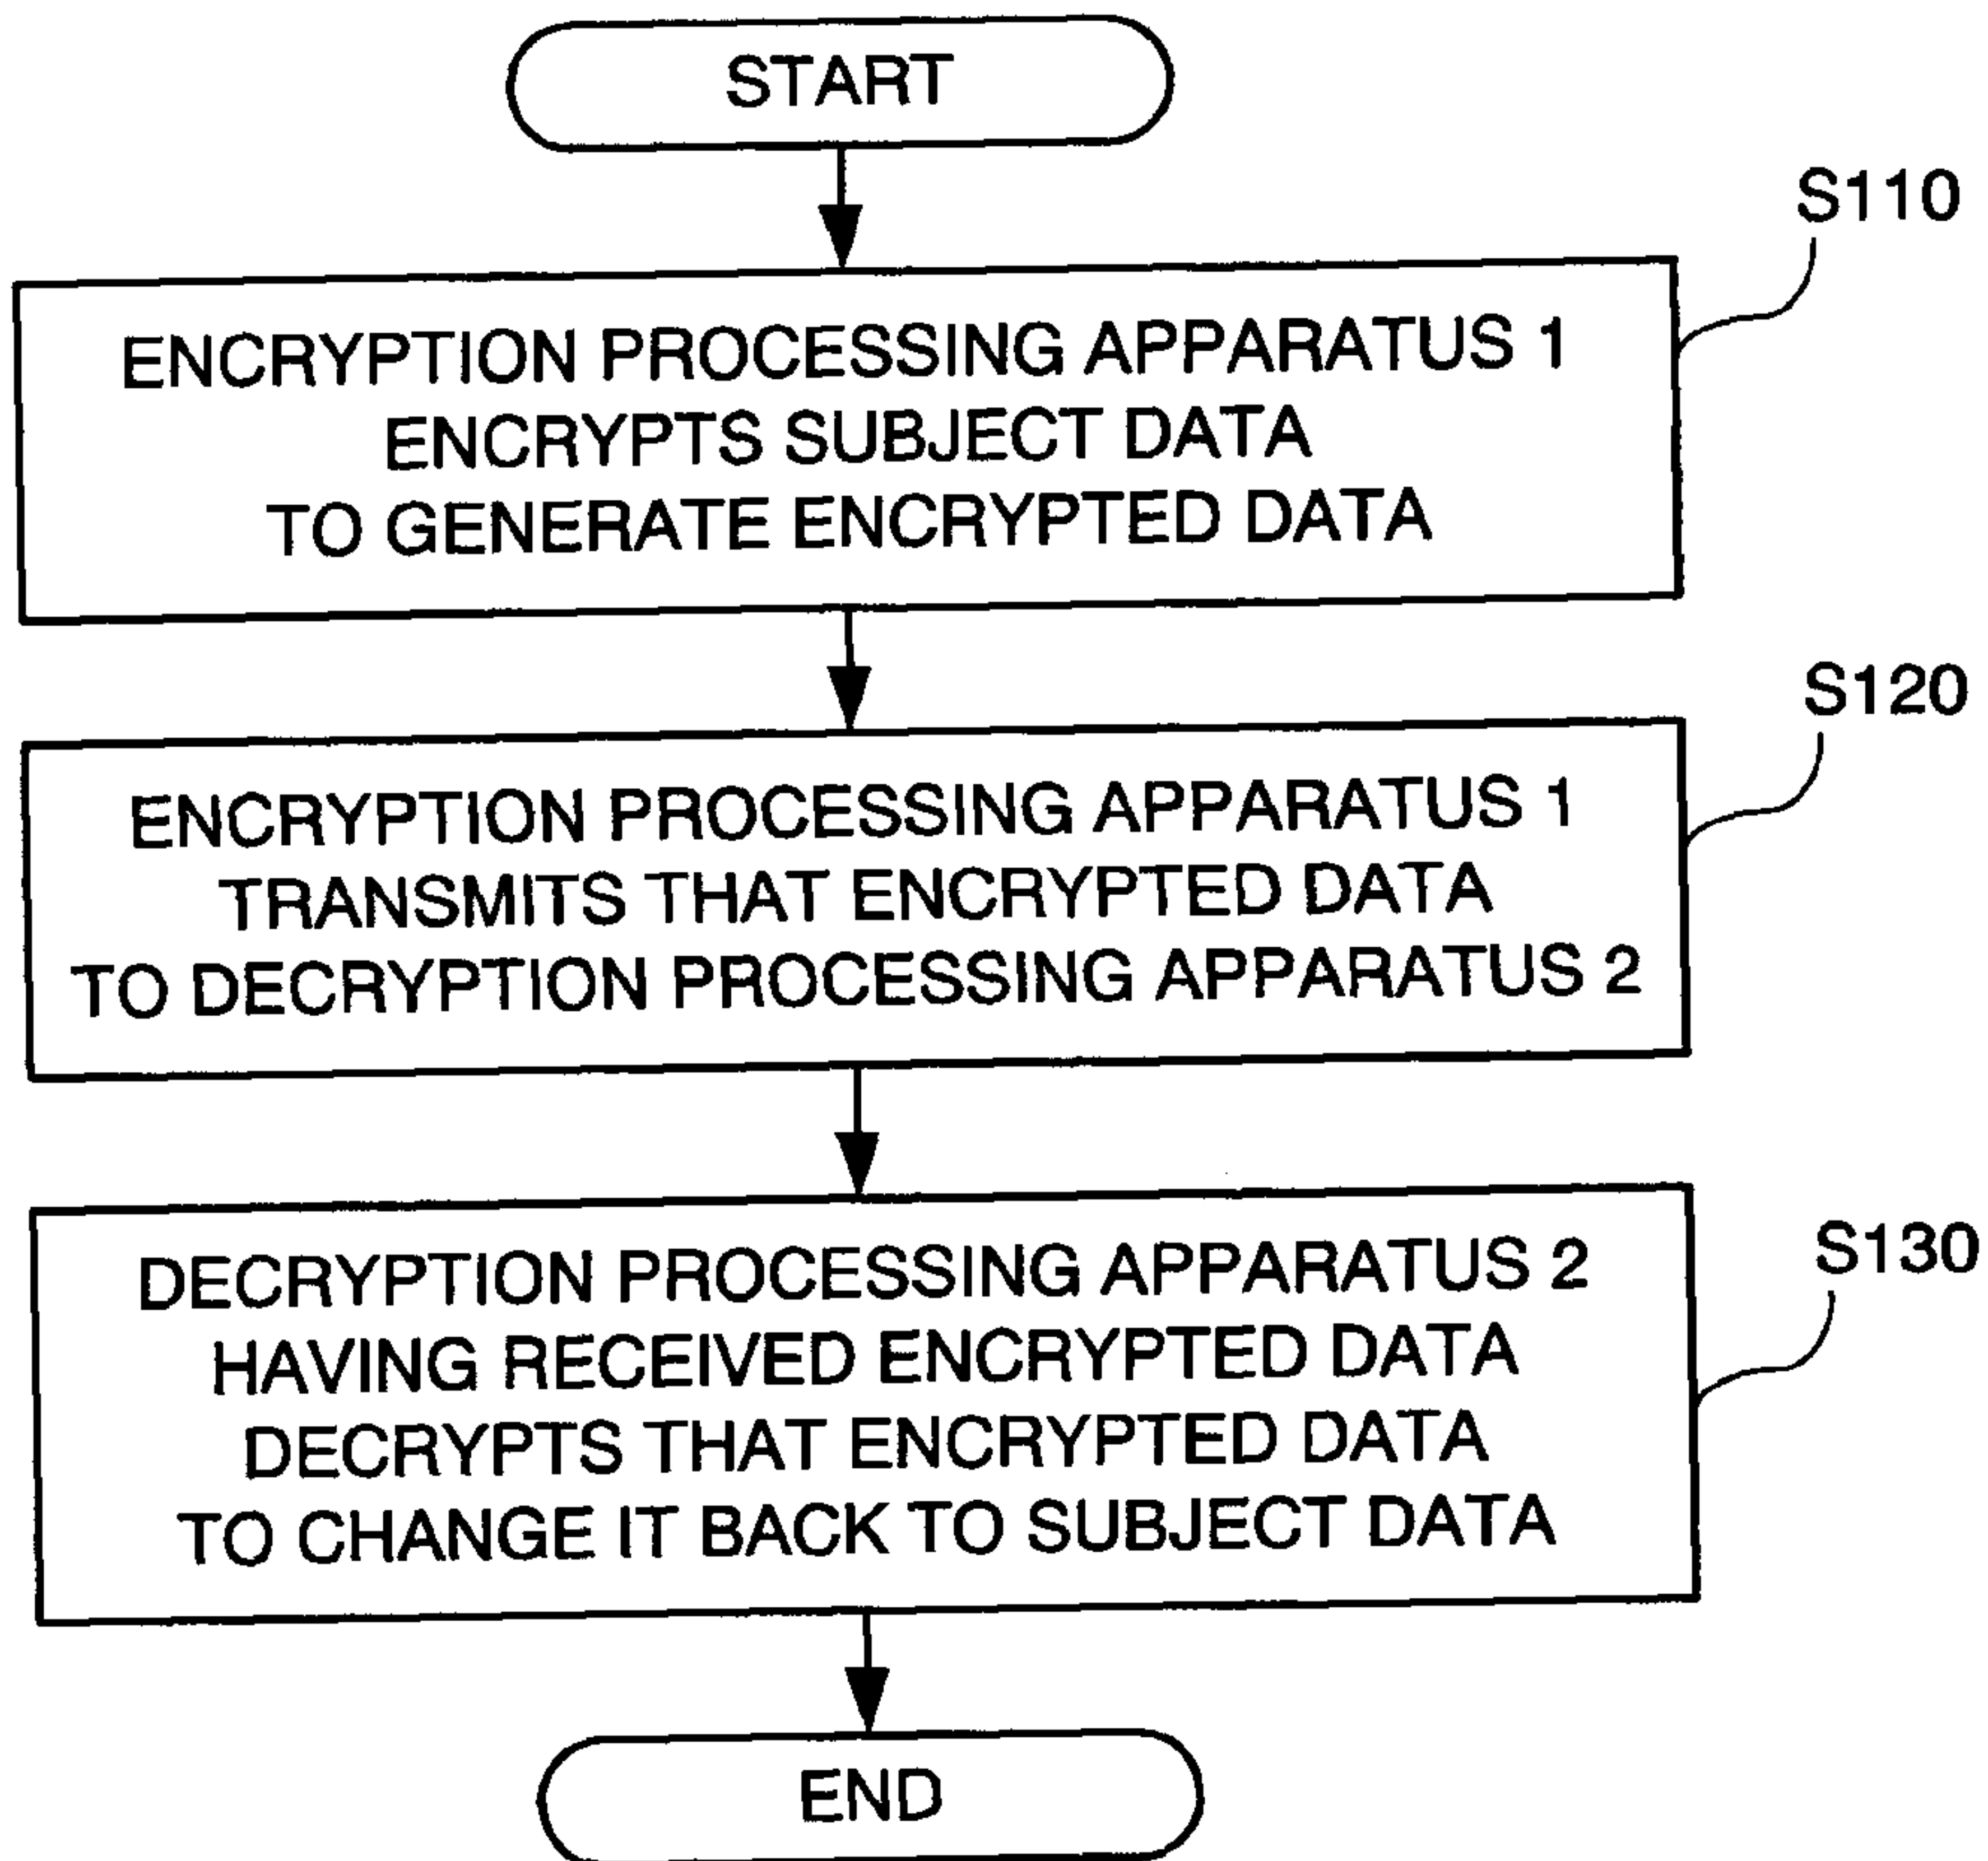 START
S110
ENCRYPTION PROCESSING APPARATUS 1
ENCRYPTS SUBJECT DATA
TO GENERATE ENCRYPTED DATA
S120
ENCRYPTION PROCESSING APPARATUS 1
TRANSMITS THAT ENCRYPTED DATA
TO DECRYPTION PROCESSING APPARATUS 2
S130
DECRYPTION PROCESSING APPARATUS 2
HAVING RECEIVED ENCRYPTED DATA
DECRYPTS THAT ENCRYPTED DATA
TO CHANGE IT BACK TO SUBJECT DATA
END